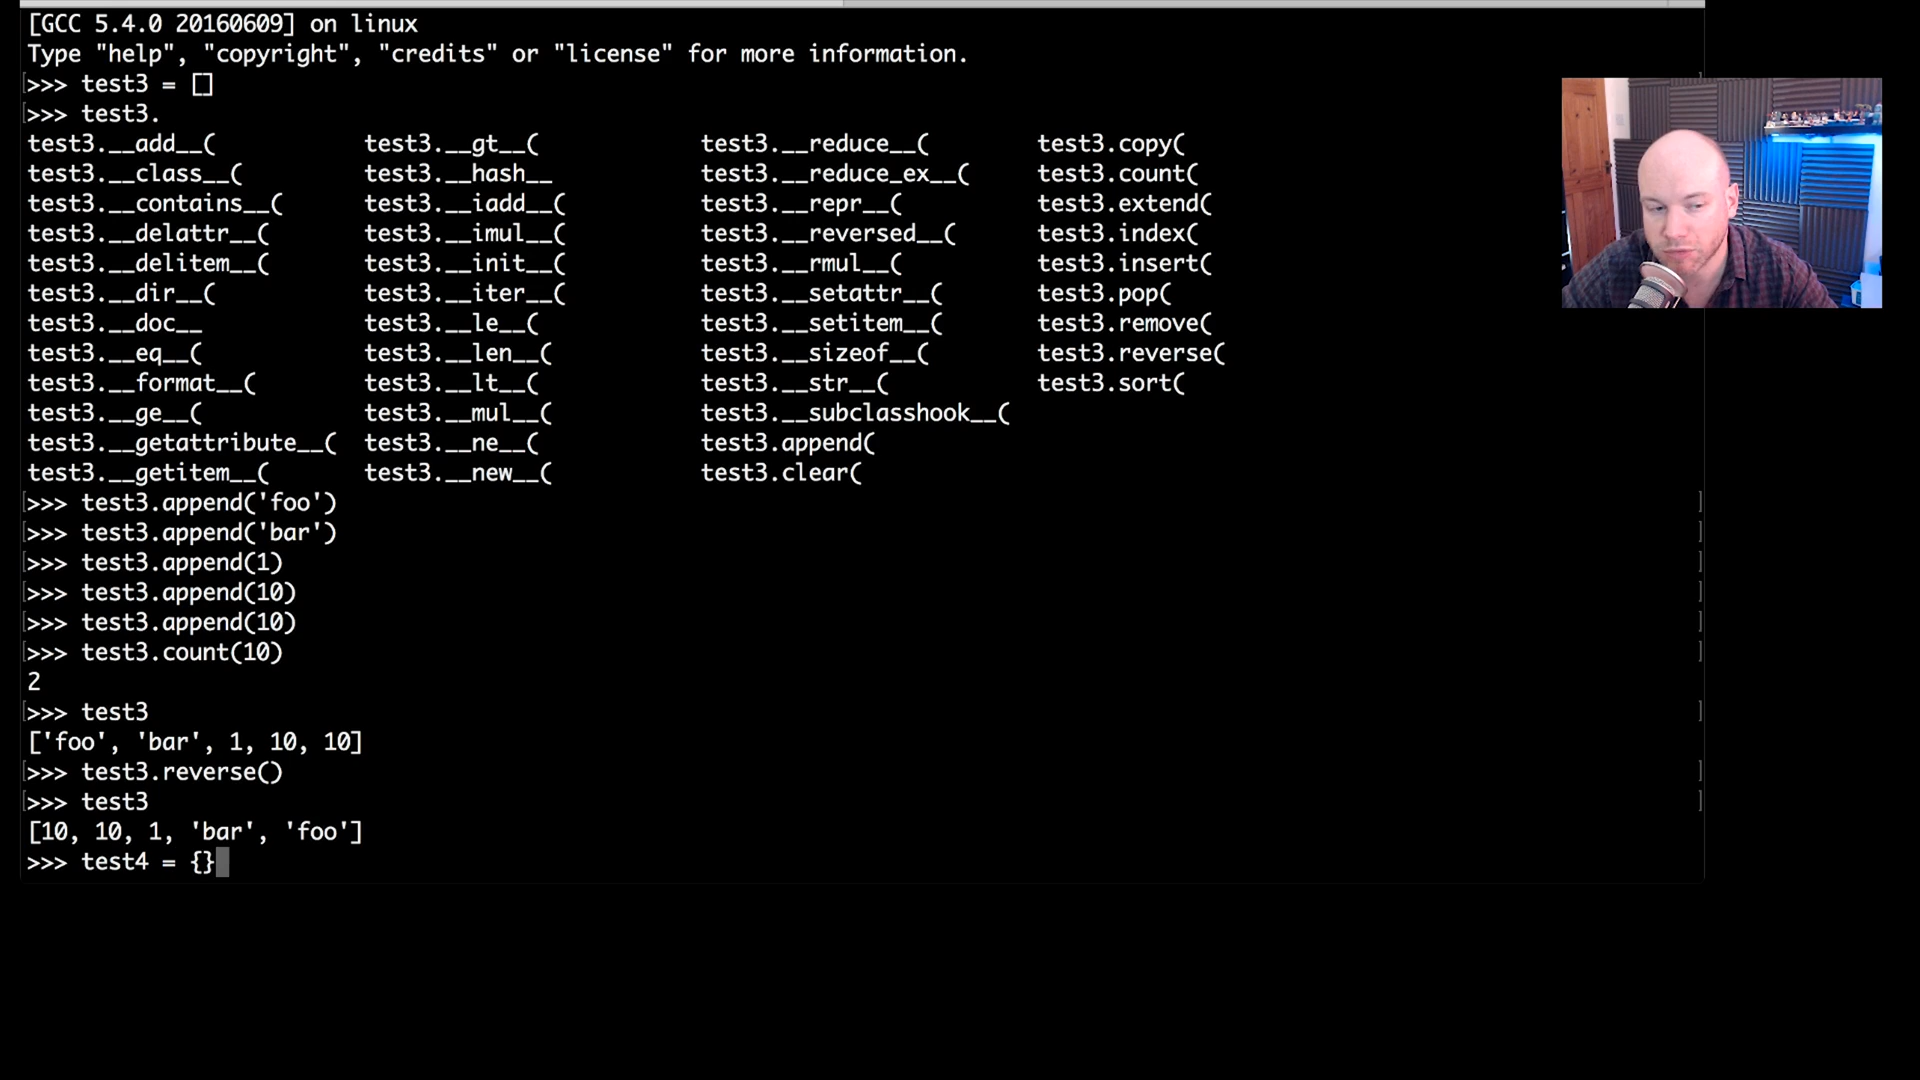 [GCC 5.4.0 20160609] on linux
Type "help", "copyright", "credits" or "license" for more information.
>>> test3 = []
>>> test3.
test3.__add__( test3.__gt__( test3.__reduce__( test3.copy(
test3.__class__( test3.__hash__ test3.__reduce_ex__( test3.count(
test3.__contains__( test3.__iadd__( test3.__repr__( test3.extend(
test3.__delattr__( test3.__imul__( test3.__reversed__( test3.index(
test3.__delitem__( test3.__init__( test3.__rmul__( test3.insert(
test3.__dir__( test3.__iter__( test3.__setattr__( test3.pop(
test3.__doc__ test3.__le__( test3.__setitem__( test3.remove(
test3.__eq__( test3.__len__( test3.__sizeof__( test3.reverse(
test3.__format__( test3.__lt__( test3.__str__( test3.sort(
test3.__ge__( test3.__mul__( test3.__subclasshook__(
test3.__getattribute__( test3.__ne__( test3.append(
test3.__getitem__( test3.__new__( test3.clear(
>>> test3.append('foo')
>>> test3.append('bar')
>>> test3.append(1)
>>> test3.append(10)
>>> test3.append(10)
>>> test3.count(10)
2
>>> test3
['foo', 'bar', 1, 10, 10]
>>> test3.reverse()
>>> test3
[10, 10, 1, 'bar', 'foo']
>>> test4 = {}